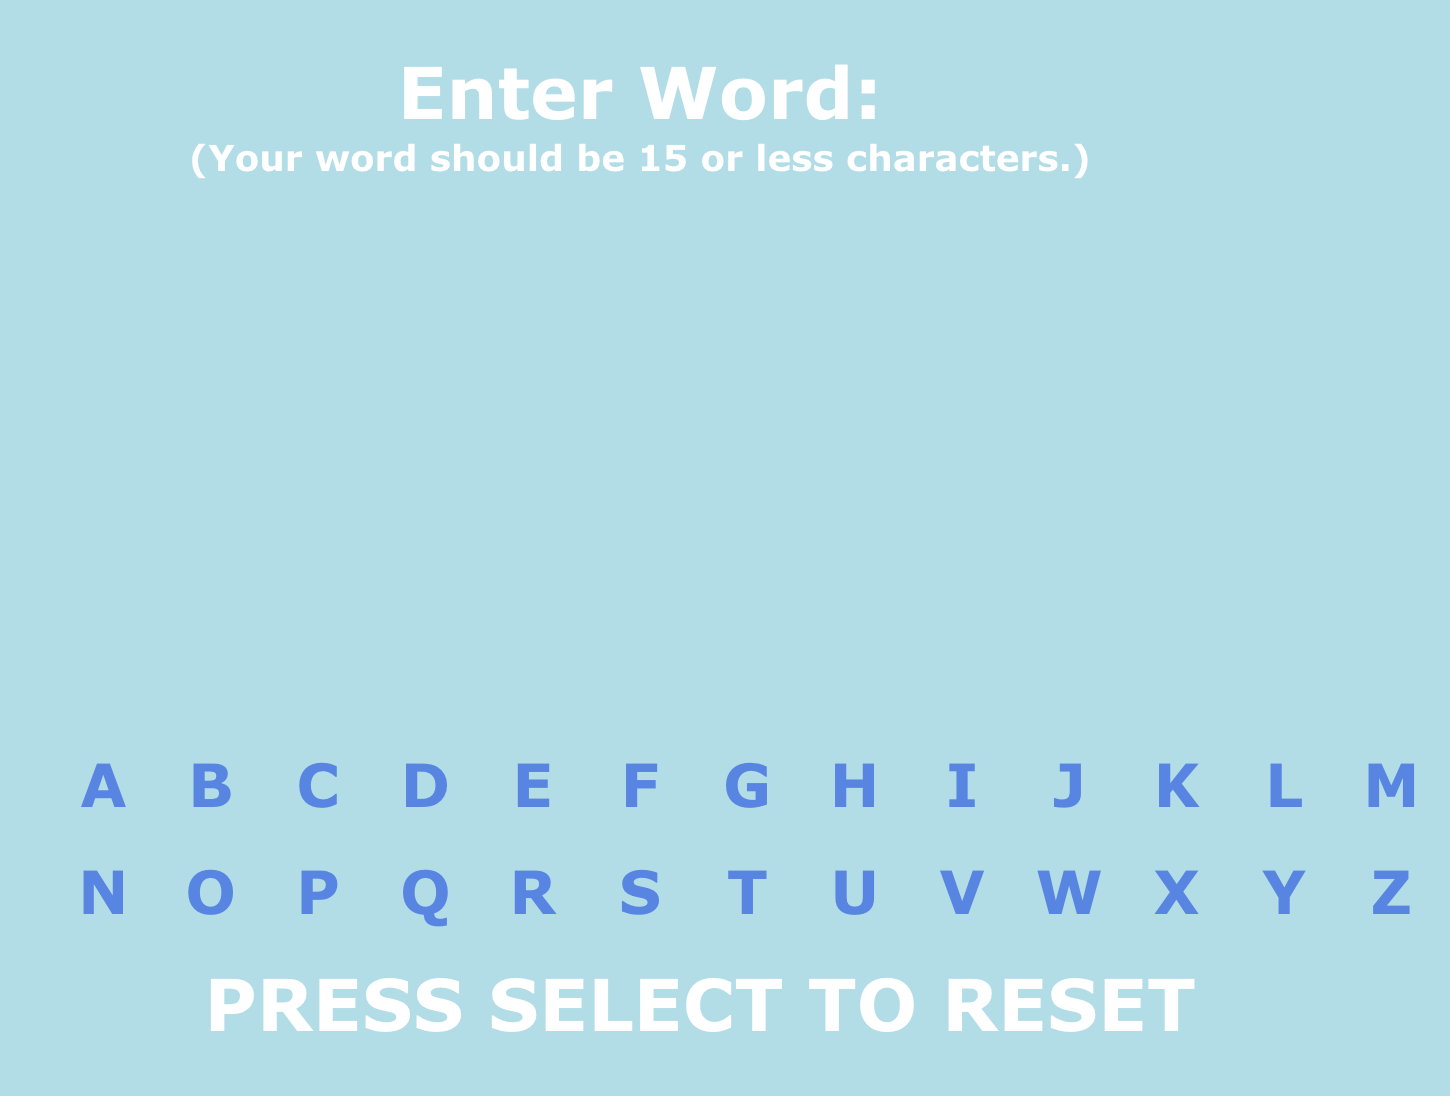 Enter Word:
(Your word should be 15 or less characters.)
A B C D E F G H I J K L M
N O P Q R S T U V W X Y Z
PRESS SELECT TO RESET